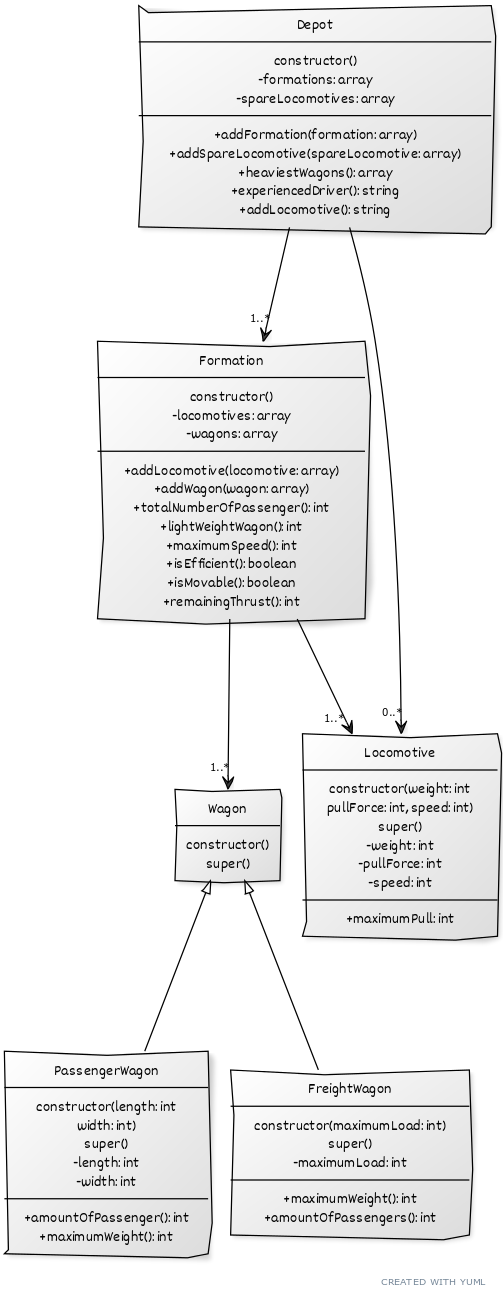 Depot
constructor()
-formations: array
-spareLocomotives: array
+addFormation(formation: array)
+addSpareLocomotive(spareLocomotive: array)
+heaviestWagons(): array
+experiencedDriver(): string
+addLocomotive(): string
1..*
Formation
constructor()
-locomotives: array
-wagons: array
+addLocomotive(locomotive: array)
+addWagon(wagon: array)
+totalNumberOfPassenger(): int
+lightWeightWagon(): int
+maximumSpeed(): int
+isEfficient(): boolean
+isMovable(): boolean
+remainingThrust(): int
0..*
1..*
Locomotive
constructor(weight: int
pullForce: int, speed: int)
super()
-weight: int
-pullForce: int
-speed: int
+maximumPull: int
1..*
Wagon
constructor()
super()
PassengerWagon
constructor(length: int
width: int)
super()
-length: int
-width: int
+amountOfPassenger(): int
+maximumWeight(): int
FreightWagon
constructor(maximumLoad: int)
super()
-maximumLoad: int
+maximumWeight(): int
+amountOfPassengers(): int
CREATED WITH YUML